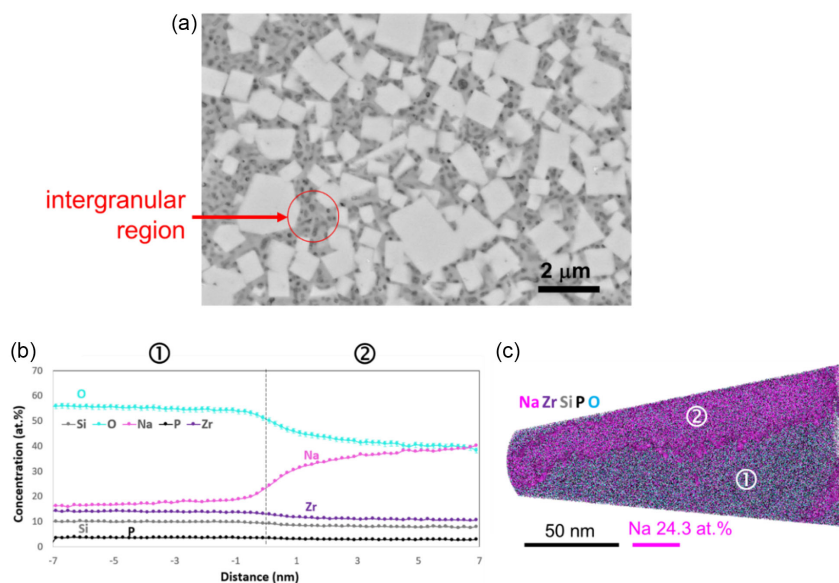 (a)
intergranular
region
2 μm
(b)
① ②
70
60
50
40
30
20
10
0
O
Si O Na P Zr
Na
Zr
Si
P
-7 -5 -3 -1 1 3 5 7
Concentration (at.%)
Distance (nm)
(c)
Na Zr Si P O
②
①
50 nm
Na 24.3 at.%